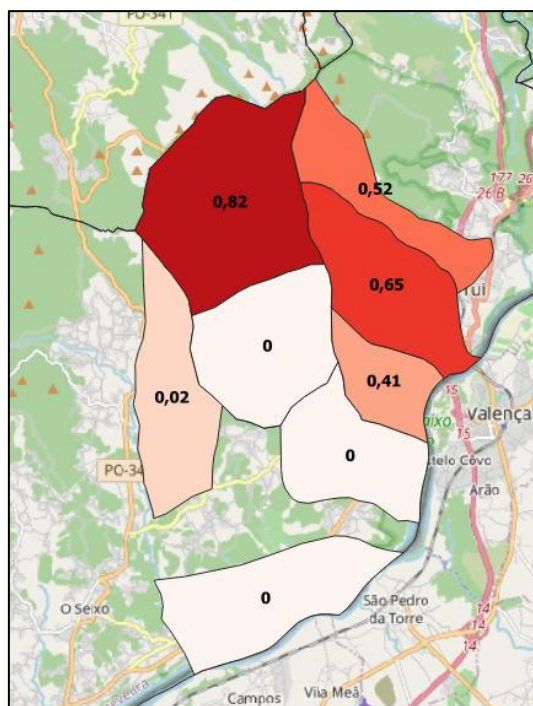 PO-341
177
26 B
26
0,52
0,82
Tui
0,65
0
0,02
0,41
15
Valença
15
0
PO-34
Arão
0
São Pedro
da Torre
O Seixo
14
14
Campos
Vila Meã